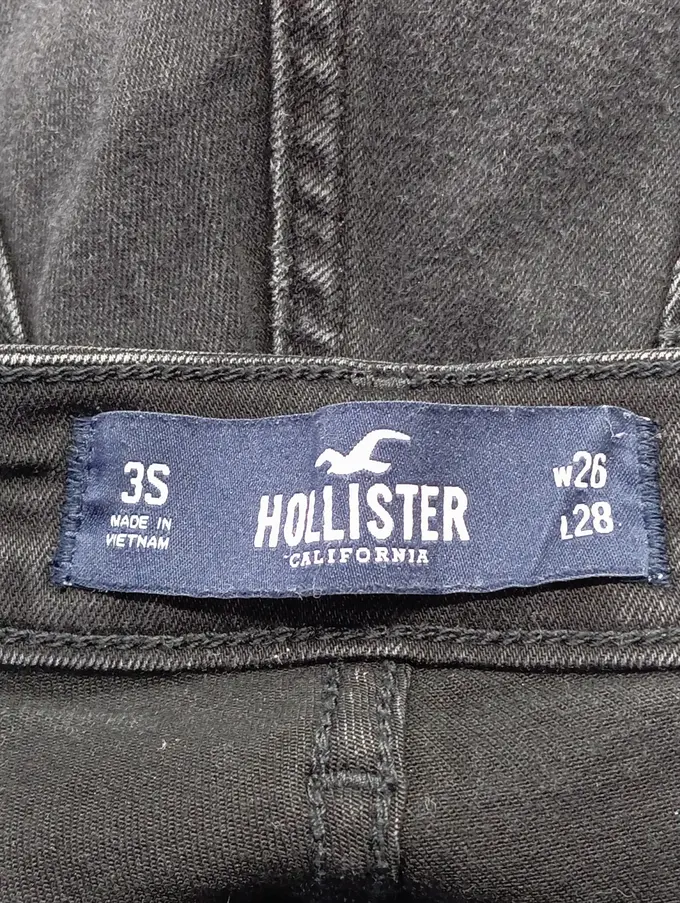 3S
MADE IN
VIETNAM
HOLLISTER
CALIFORNIA
W26
L28